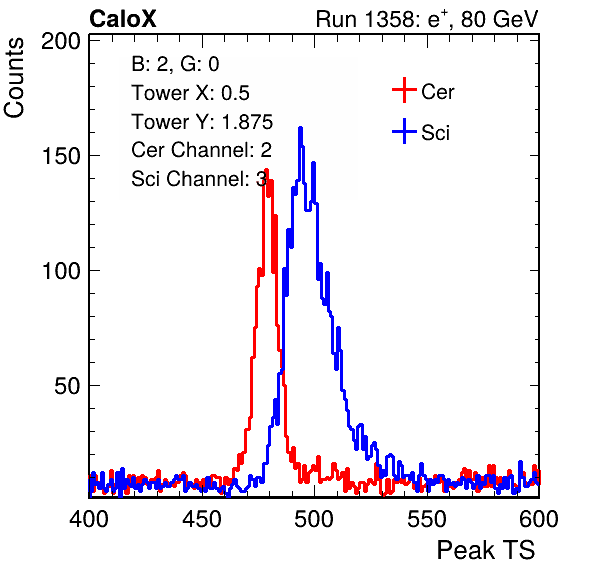 CaloX Run 1358: e⁺, 80 GeV
Counts
200
150
100
50
B: 2, G: 0
Tower X: 0.5
Tower Y: 1.875
Cer Channel: 2
Sci Channel: 3
Cer
Sci
400 450 500 550 600
Peak TS